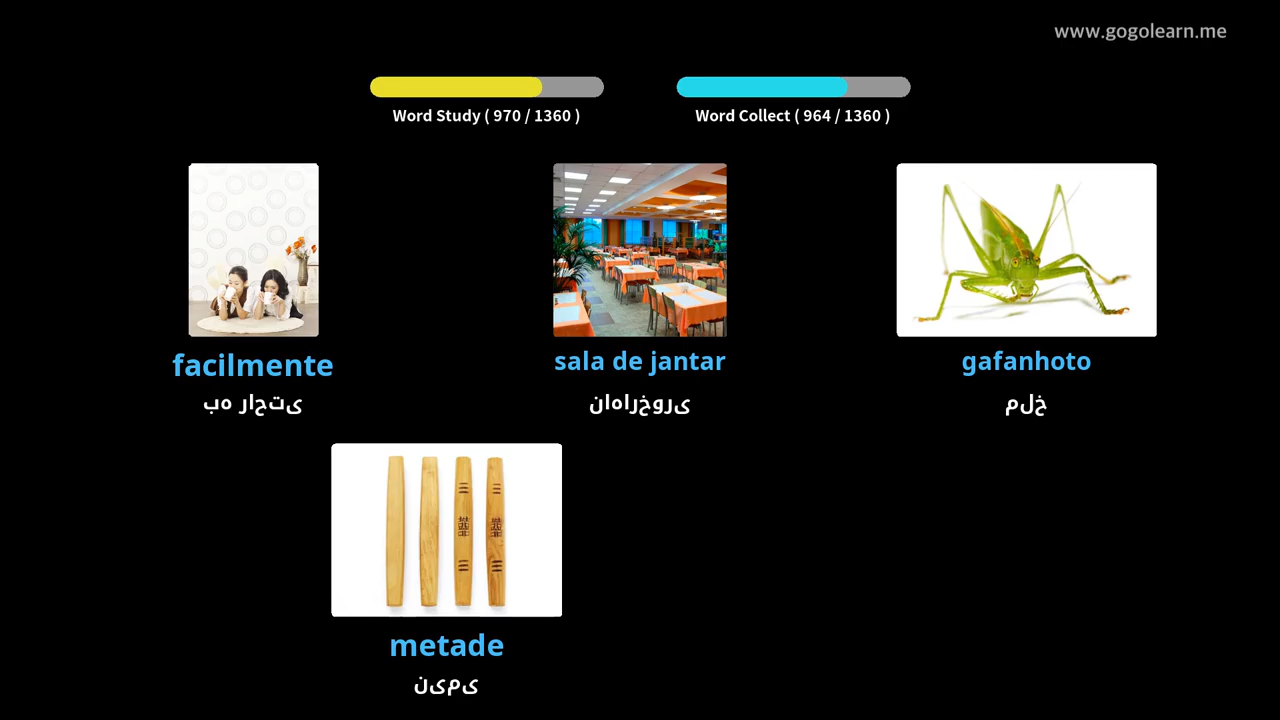 www.gogolearn.me
Word Study ( 970 / 1360 )
Word Collect ( 964 / 1360 )
facilmente
به راحتی
sala de jantar
ناهارخوری
gafanhoto
ملخ
metade
نیمی